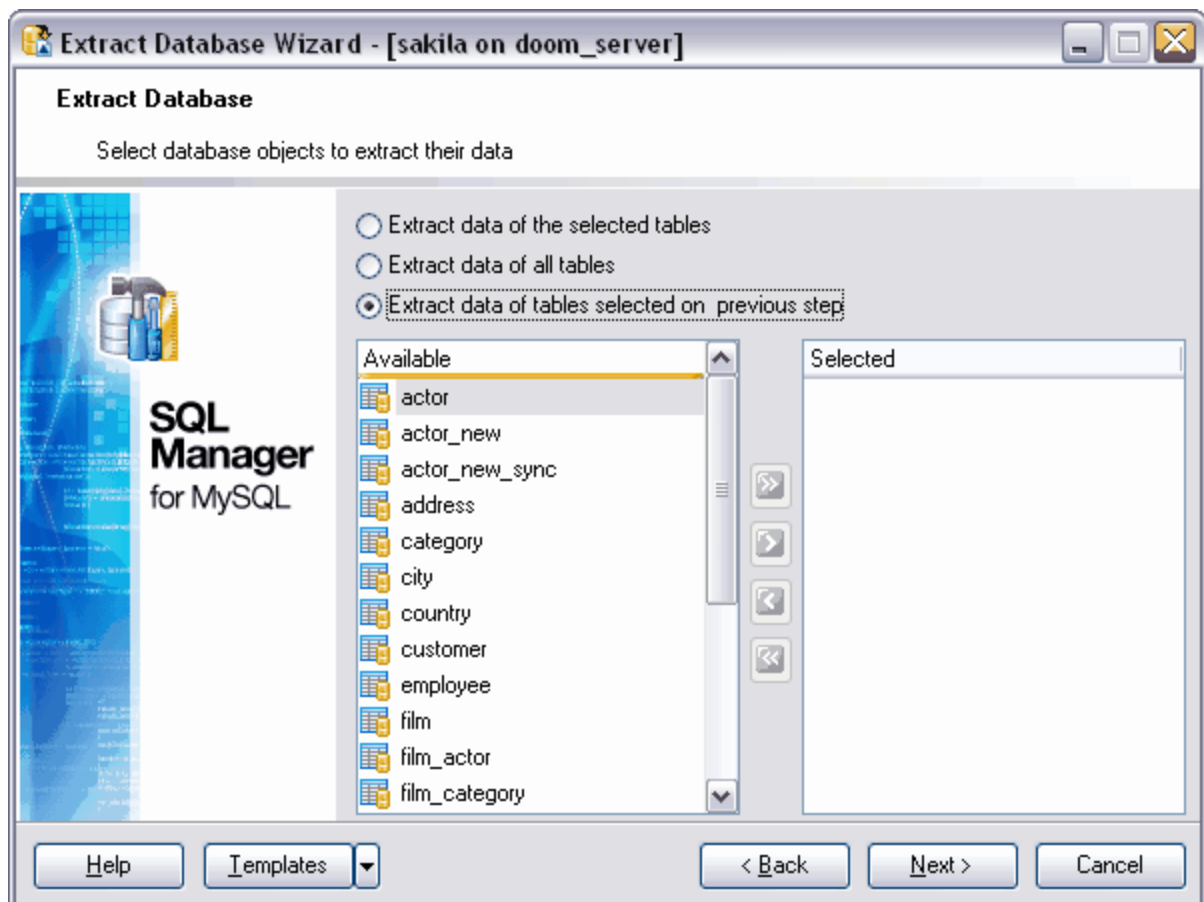 Extract Database Wizard - [sakila on doom_server]
Extract Database
Select database objects to extract their data
Extract data of the selected tables
Extract data of all tables
Extract data of tables selected on  previous step
SQL
Manager
for MySQL
Available
actor
actor_new
actor_new_sync
address
category
city
country
customer
employee
film
film_actor
film_category
Selected
Help
Templates
< Back
Next >
Cancel